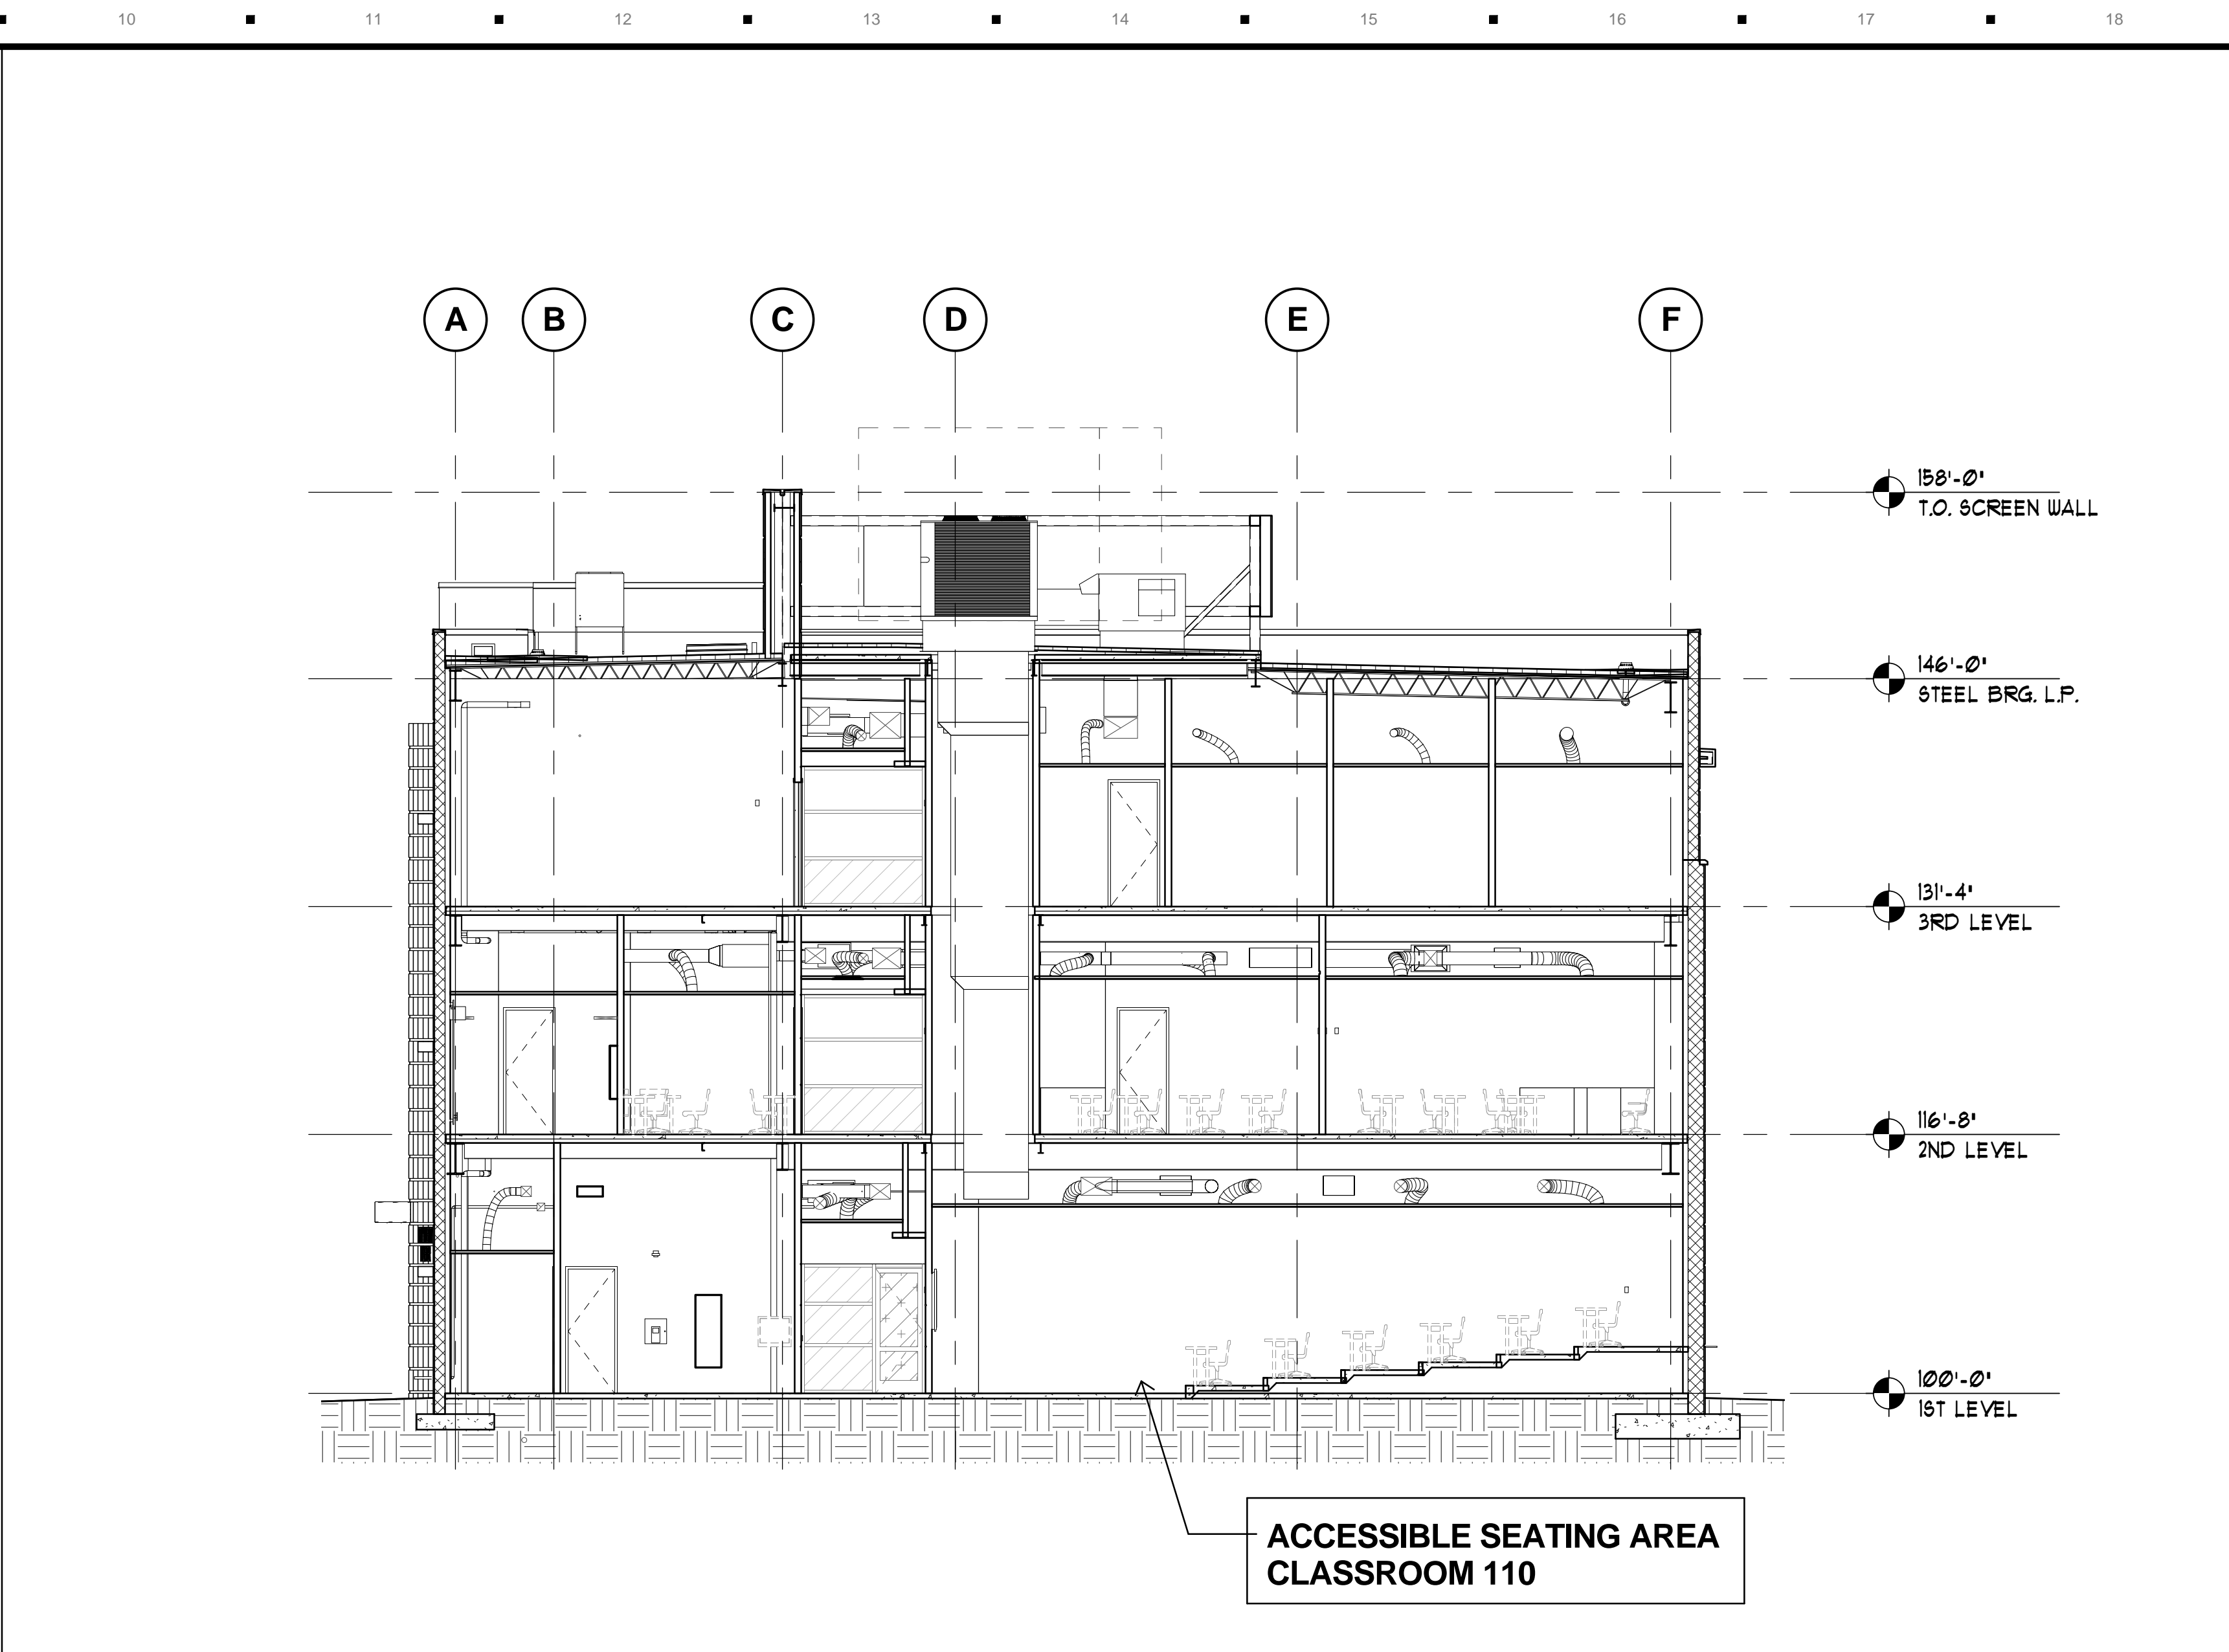 10 11 12 13 14 15 16 17 18
A B C D E F
158'-0"
T.O. SCREEN WALL
146'-0"
STEEL BRG. L.P.
131'-4"
3RD LEVEL
116'-8"
2ND LEVEL
100'-0"
1ST LEVEL
ACCESSIBLE SEATING AREA
CLASSROOM 110